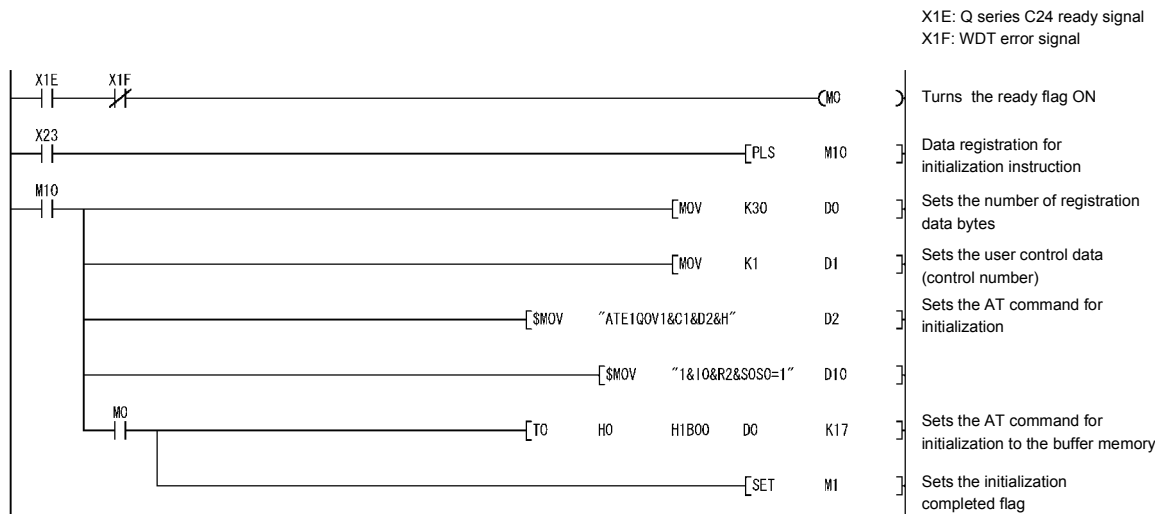 X1E: Q series C24 ready signal
X1F: WDT error signal
X1E X1F
M0
Turns the ready flag ON
X23
PLS M10
Data registration for
initialization instruction
M10
MOV K30 D0
Sets the number of registration
data bytes
MOV K1 D1
Sets the user control data
(control number)
$MOV "ATE1Q0V1&C1&D2&H" D2
Sets the AT command for
initialization
$MOV "1&I0&R2&S0S0=1" D10
M0
TO H0 H1B00 D0 K17
Sets the AT command for
initialization to the buffer memory
SET M1
Sets the initialization
completed flag